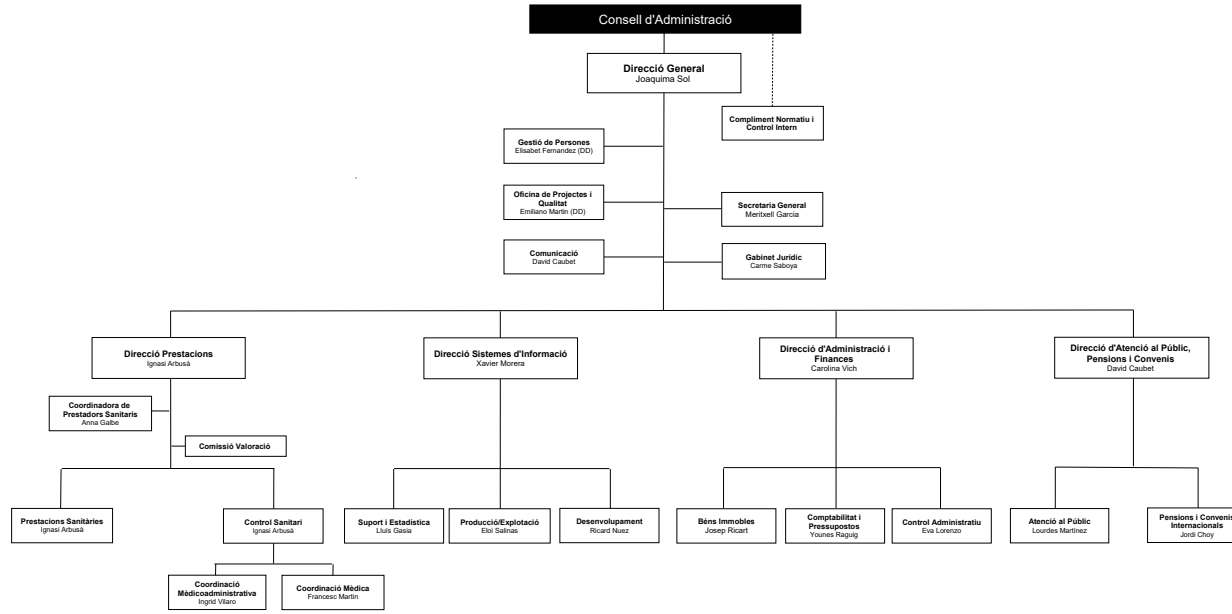 Consell d'Administració
Direcció General
Joaquima Sol
Compliment Normatiu i
Control Intern
Gestió de Persones
Elisabet Fernandez (DD)
Oficina de Projectes i
Qualitat
Emiliano Martin (DD)
Secretaria General
Meritxell Garcia
Comunicació
David Caubet
Gabinet Jurídic
Carme Saboya
Direcció Prestacions
Ignasi Arbusà
Direcció Sistemes d'Informació
Xavier Morera
Direcció d'Administració i
Finances
Carolina Vich
Direcció d'Atenció al Públic,
Pensions i Convenis
David Caubet
Coordinadora de
Prestadors Sanitaris
Anna Galbe
Comissió Valoració
Prestacions Sanitàries
Ignasi Arbusà
Control Sanitari
Ignasi Arbusà
Suport i Estadística
Lluís Gasia
Producció/Explotació
Eloi Salinas
Desenvolupament
Ricard Nuez
Béns Immobles
Josep Ricart
Comptabilitat i
Pressupostos
Younes Raguig
Control Administratiu
Eva Lorenzo
Atenció al Públic
Lourdes Martínez
Pensions i Convenis
Internacionals
Jordi Choy
Coordinació
Mèdicoadministrativa
Ingrid Vilaro
Coordinació Mèdica
Francesc Martin